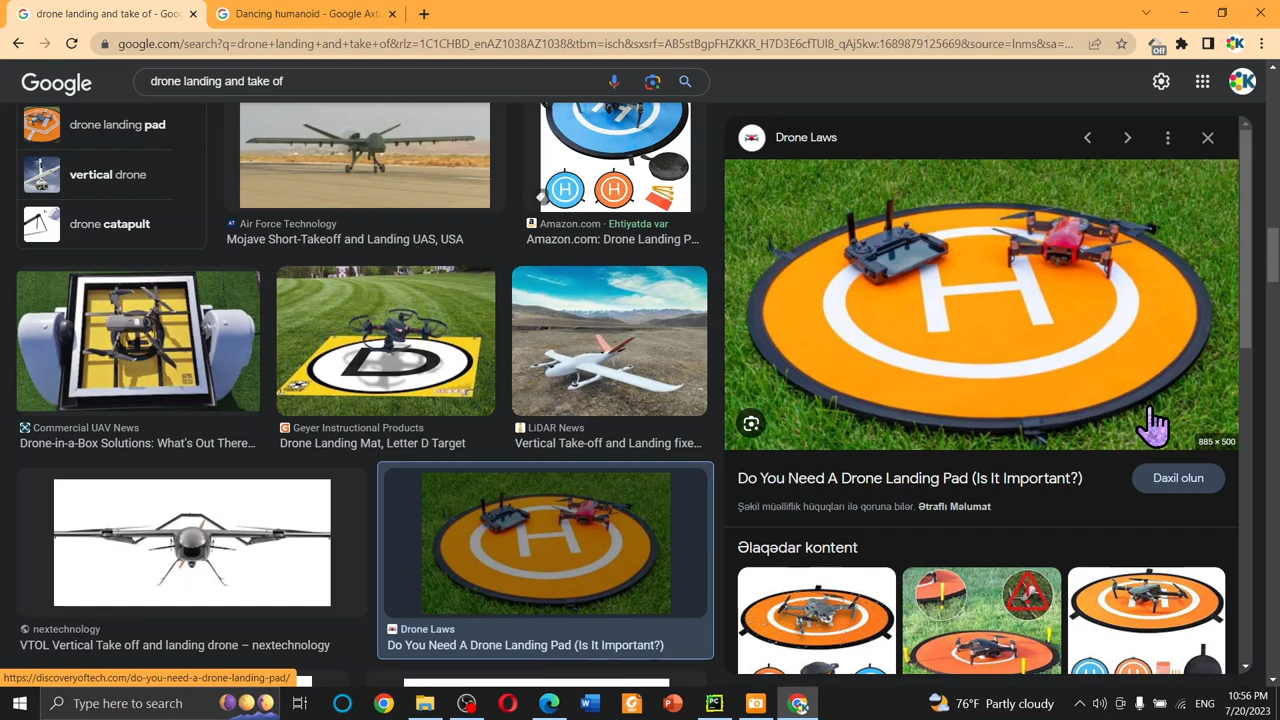 drone landing and take of - Goog
Dancing humanoid - Google Axta
google.com/search?q=drone+landing+and+take+of&rlz=1C1CHBD_enAZ1038AZ1038&tbm=isch&sxsrf=AB5stBgpFHZKKR_H7D3E6cfTUl8_qAj5kw:1689879125669&source=lnms&sa=...
Off
Google
drone landing and take of
drone landing pad
vertical drone
drone catapult
Air Force Technology
Mojave Short-Takeoff and Landing UAS, USA
H H
Amazon.com - Ehtiyatda var
Amazon.com: Drone Landing P...
Commercial UAV News
Drone-in-a-Box Solutions: What's Out There...
D
Geyer Instructional Products
Drone Landing Mat, Letter D Target
LiDAR News
Vertical Take-off and Landing fixe...
nextechnology
VTOL Vertical Take off and landing drone – nextechnology
H
Drone Laws
Do You Need A Drone Landing Pad (Is It Important?)
Drone Laws
H
885 × 500
Do You Need A Drone Landing Pad (Is It Important?)
Daxil olun
Şəkil müəlliflik hüquqları ilə qoruna bilər. Ətraflı Məlumat
Əlaqədar kontent
https://discoveryoftech.com/do-you-need-a-drone-landing-pad/
Type here to search
76°F Partly cloudy
ENG
10:56 PM
7/20/2023